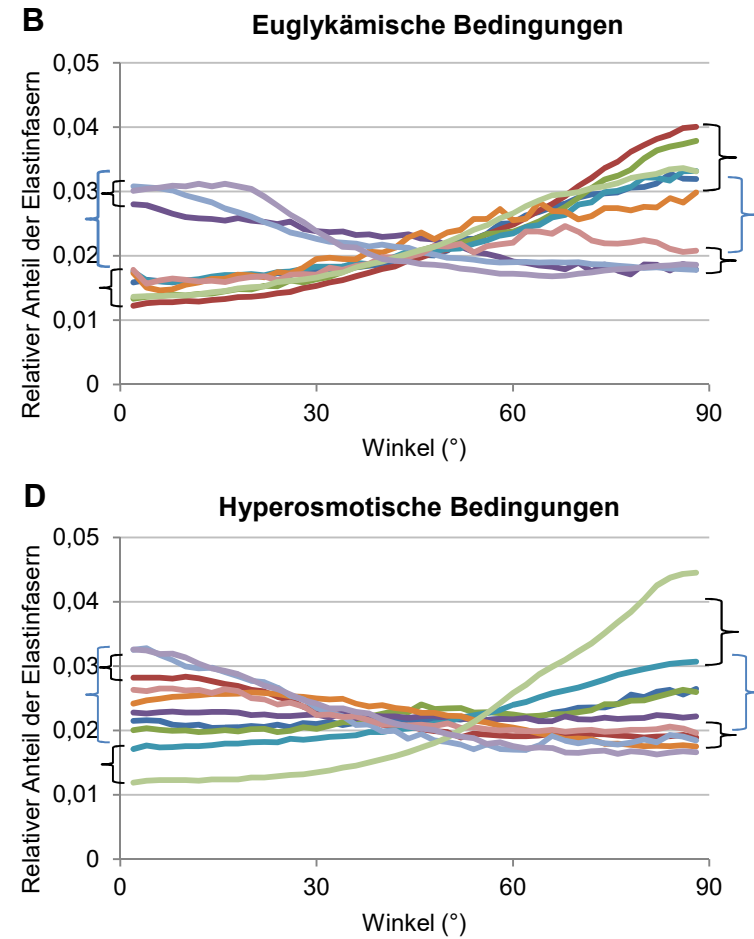 B
Euglykämische Bedingungen
Relativer Anteil der Elastinfasern
0,05
0,04
0,03
0,02
0,01
0
0
30
60
90
Winkel (°)
D
Hyperosmotische Bedingungen
Relativer Anteil der Elastinfasern
0,05
0,04
0,03
0,02
0,01
0
0
30
60
90
Winkel (°)